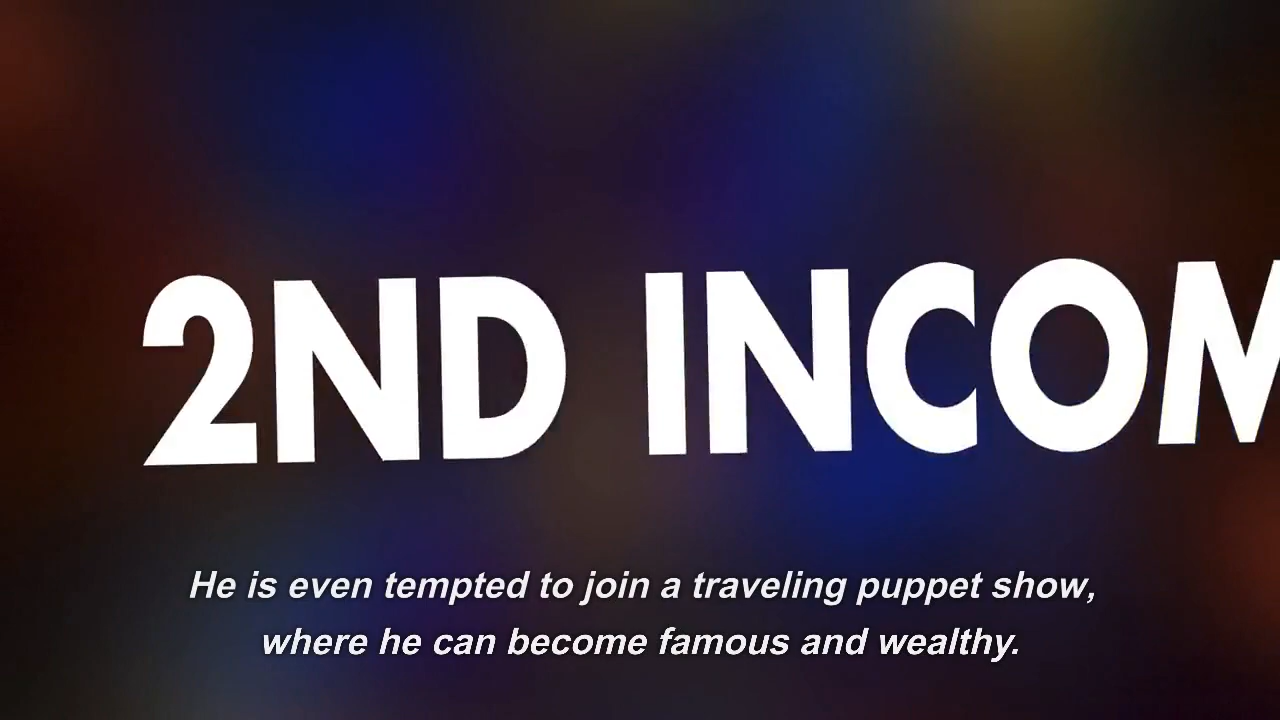 2ND INCOM
He is even tempted to join a traveling puppet show,
where he can become famous and wealthy.